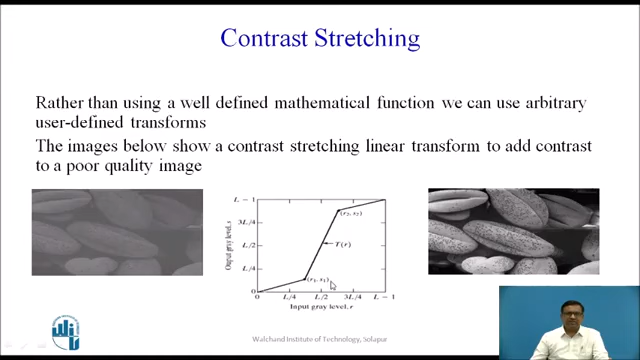 Contrast Stretching
Rather than using a well defined mathematical function we can use arbitrary
user-defined transforms
The images below show a contrast stretching linear transform to add contrast
to a poor quality image
L − 1
3L/4
L/2
L/4
0
Ouput gray level, s
(r₂, s₂)
T(r)
(r₁, s₁)
0 L/4 L/2 3L/4 L − 1
Input gray level, r
Walchand Institute of Technology, Solapur